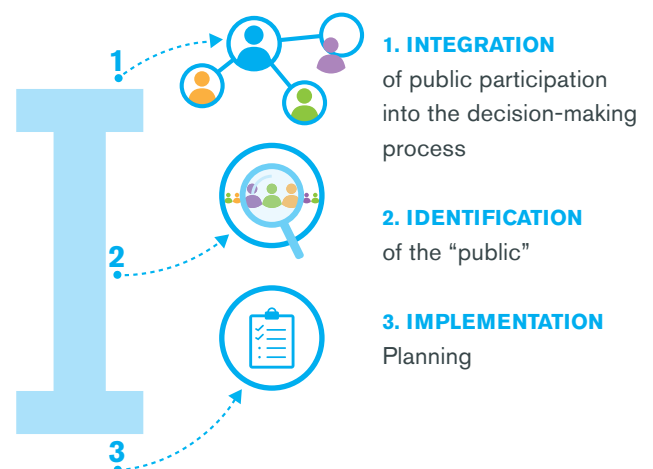 1
2
3
I
1. INTEGRATION
of public participation
into the decision-making
process
2. IDENTIFICATION
of the “public”
3. IMPLEMENTATION
Planning